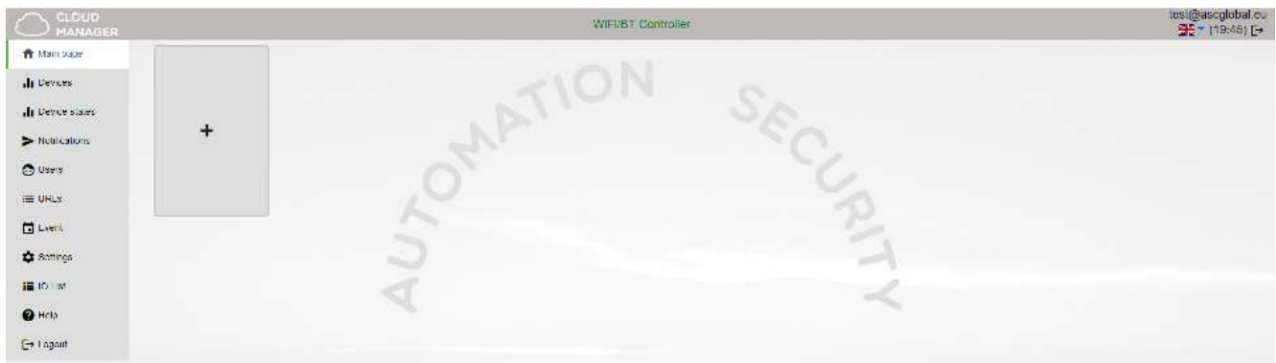 CLOUD
MANAGER
WIFI/BT Controller
test@ascglobal.eu
(19:45)
Main page
Devices
Device states
Notifications
Users
URLs
Event
Settings
IO List
Help
Logout
+
AUTOMATION SECURITY